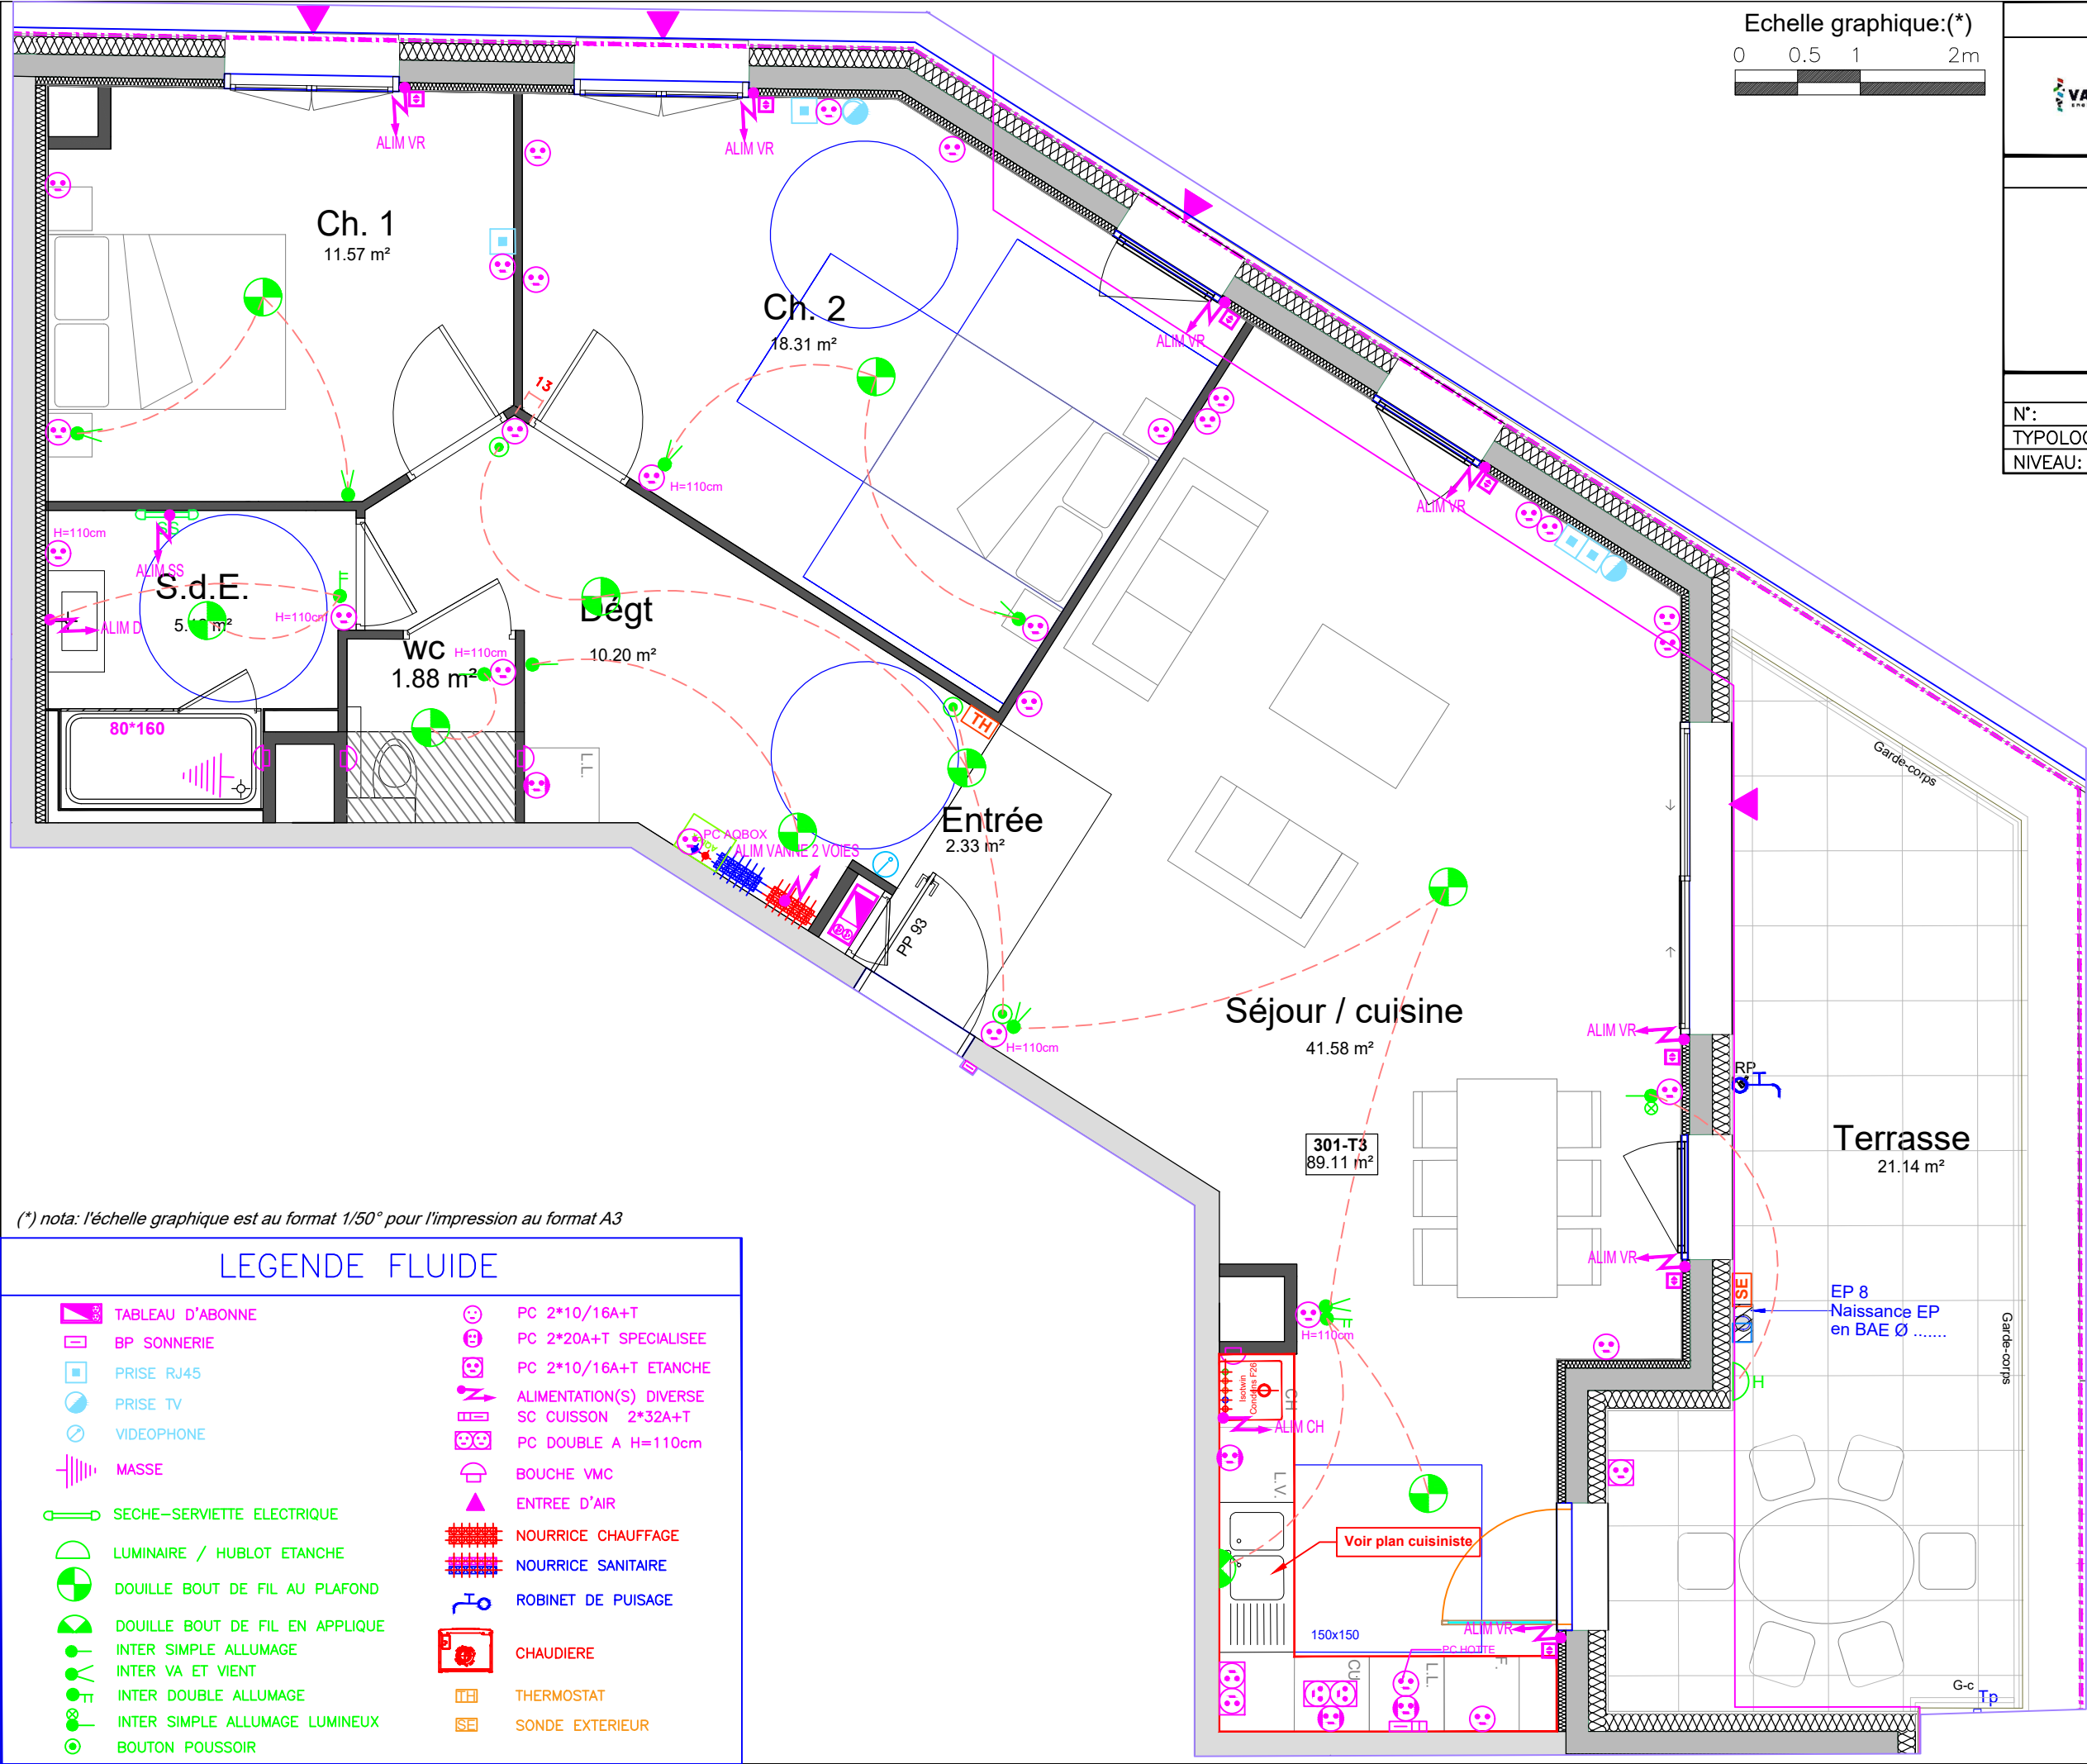 Echelle graphique:(*)
0 0.5 1 2m
N°:
NIVEAU:
ALIM VR
ALIM VR
Ch. 1
11.57 m²
Ch. 2
18.31 m²
ALIM VR
ALIM VR
13
H=110cm
H=110cm
ALIM SS
S.d.E.
H=110cm
ALIM D
Dégt
10.20 m²
WC
H=110cm
1.88 m²
80*160
L.L.
TH
PC AQBOX
ALIM VANNE 2 VOIES
Entrée
2.33 m²
PP 93
H=110cm
Séjour / cuisine
41.58 m²
Garde-corps
ALIM VR
RP
Terrasse
21.14 m²
301-T3
89.11 m²
ALIM VR
SE
EP 8
Naissance EP
en BAE Ø .......
Garde-corps
H=110cm
H
Isotwin
Condens F26
CH
ALIM CH
L.V.
Voir plan cuisiniste
150x150
ALIM VR
PC HOTTE
CU
L.L.
F.
G-c
Tp
(*) nota: l'échelle graphique est au format 1/50° pour l'impression au format A3
LEGENDE FLUIDE
TABLEAU D'ABONNE
BP SONNERIE
PRISE RJ45
PRISE TV
VIDEOPHONE
MASSE
SECHE-SERVIETTE ELECTRIQUE
LUMINAIRE / HUBLOT ETANCHE
DOUILLE BOUT DE FIL AU PLAFOND
DOUILLE BOUT DE FIL EN APPLIQUE
INTER SIMPLE ALLUMAGE
INTER VA ET VIENT
INTER DOUBLE ALLUMAGE
INTER SIMPLE ALLUMAGE LUMINEUX
BOUTON POUSSOIR
PC 2*10/16A+T
PC 2*20A+T SPECIALISEE
PC 2*10/16A+T ETANCHE
ALIMENTATION(S) DIVERSE
SC CUISSON 2*32A+T
PC DOUBLE A H=110cm
BOUCHE VMC
ENTREE D'AIR
NOURRICE CHAUFFAGE
NOURRICE SANITAIRE
ROBINET DE PUISAGE
CHAUDIERE
TH THERMOSTAT
SE SONDE EXTERIEUR